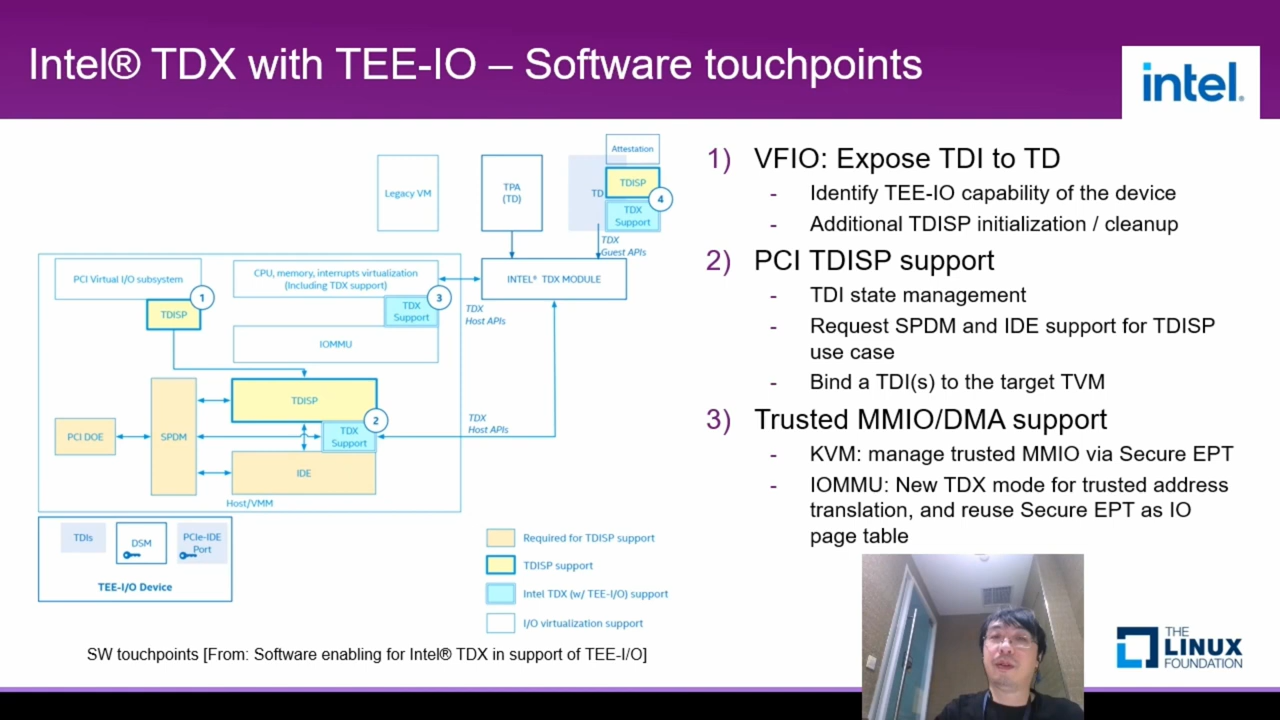 Intel® TDX with TEE-IO – Software touchpoints
intel.
Attestation
Legacy VM
TPA
(TD)
TD
TDISP
4
TDX
Support
TDX
Guest APIs
PCI Virtual I/O subsystem
1
TDISP
CPU, memory, interrupts virtualization
(Including TDX support)
3
TDX
Support
INTEL® TDX MODULE
TDX
Host APIs
IOMMU
TDISP
2
TDX
Support
TDX
Host APIs
PCI DOE
SPDM
IDE
Host/VMM
TDIs
DSM
PCIe-IDE
Port
TEE-I/O Device
Required for TDISP support
TDISP support
Intel TDX (w/ TEE-I/O) support
I/O virtualization support
SW touchpoints [From: Software enabling for Intel® TDX in support of TEE-I/O]
1) VFIO: Expose TDI to TD
- Identify TEE-IO capability of the device
- Additional TDISP initialization / cleanup
2) PCI TDISP support
- TDI state management
- Request SPDM and IDE support for TDISP
use case
- Bind a TDI(s) to the target TVM
3) Trusted MMIO/DMA support
- KVM: manage trusted MMIO via Secure EPT
- IOMMU: New TDX mode for trusted address
translation, and reuse Secure EPT as IO
page table
THE
LINUX
FOUNDATION